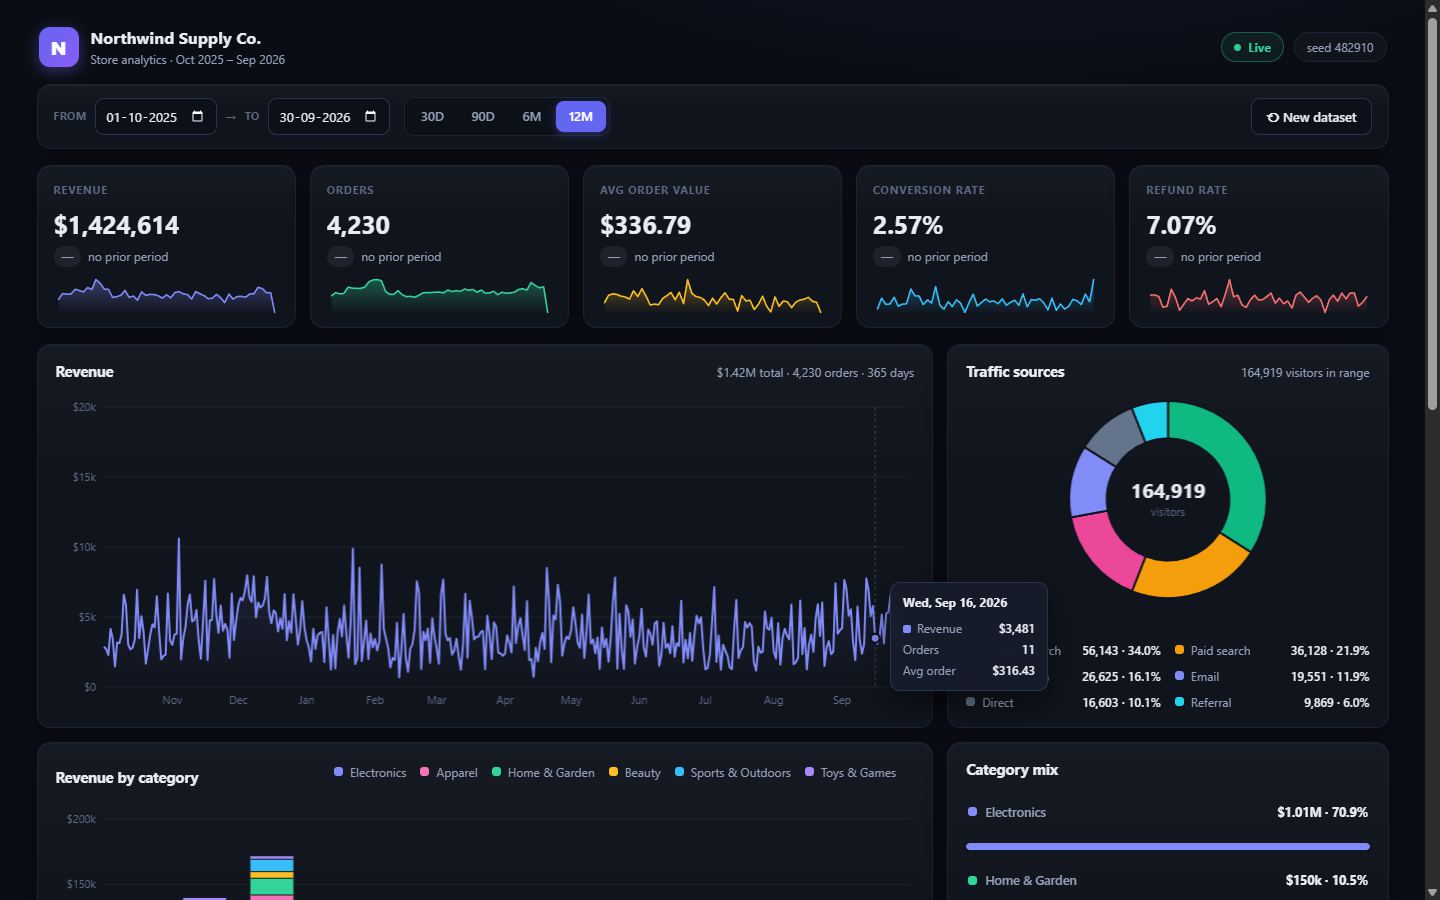 N
Northwind Supply Co.
Store analytics · Oct 2025 – Sep 2026
Live
seed 482910
FROM 01-10-2025 → TO 30-09-2026
30D 90D 6M 12M
New dataset
REVENUE
$1,424,614
— no prior period
ORDERS
4,230
— no prior period
AVG ORDER VALUE
$336.79
— no prior period
CONVERSION RATE
2.57%
— no prior period
REFUND RATE
7.07%
— no prior period
Revenue
$1.42M total · 4,230 orders · 365 days
$20k
$15k
$10k
$5k
$0
Nov Dec Jan Feb Mar Apr May Jun Jul Aug Sep
Wed, Sep 16, 2026
Revenue $3,481
Orders 11
Avg order $316.43
Traffic sources
164,919 visitors in range
164,919
visitors
56,143 · 34.0%
Paid search 36,128 · 21.9%
26,625 · 16.1%
Email 19,551 · 11.9%
Direct 16,603 · 10.1%
Referral 9,869 · 6.0%
Revenue by category
Electronics Apparel Home & Garden Beauty Sports & Outdoors Toys & Games
$200k
$150k
Category mix
Electronics $1.01M · 70.9%
Home & Garden $150k · 10.5%